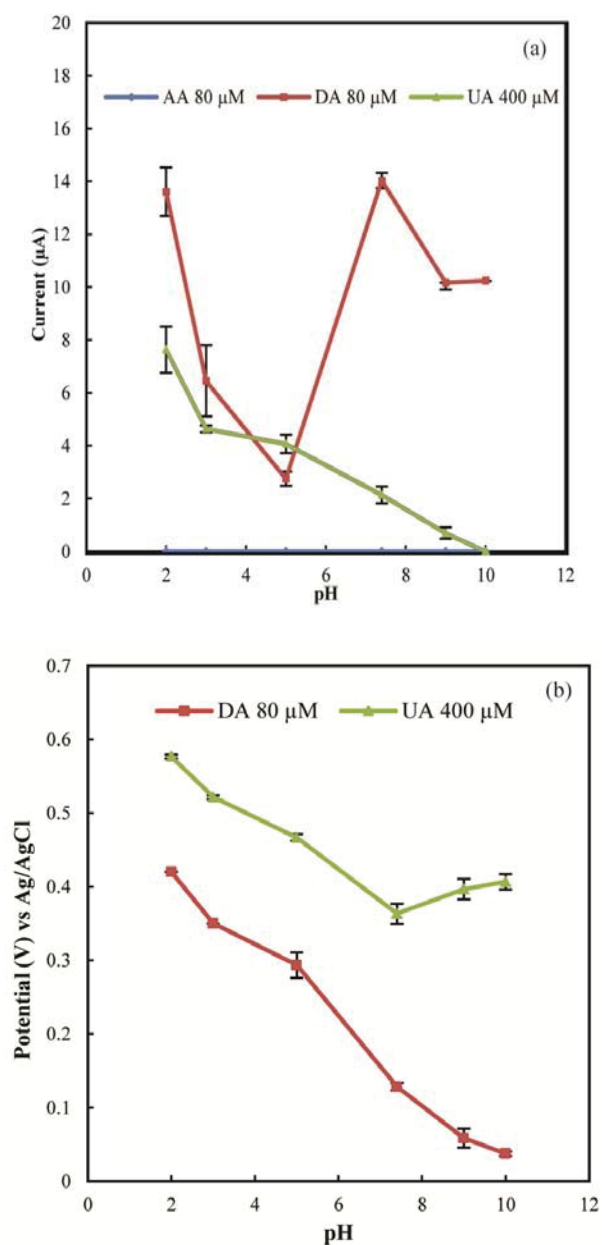 (a)
20
AA 80 µM DA 80 µM UA 400 µM
18
16
14
12
10
8
6
4
2
0
Current (µA)
0 2 4 6 8 10 12
pH
(b)
0.7
DA 80 µM UA 400 µM
0.6
0.5
0.4
0.3
0.2
0.1
0
Potential (V) vs Ag/AgCl
0 2 4 6 8 10 12
pH